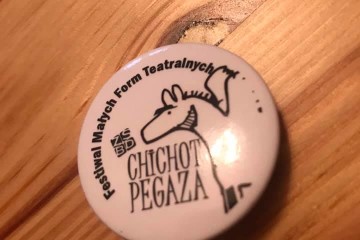 Festiwal Małych Form Teatralnych
CHICHOT
PEGAZA